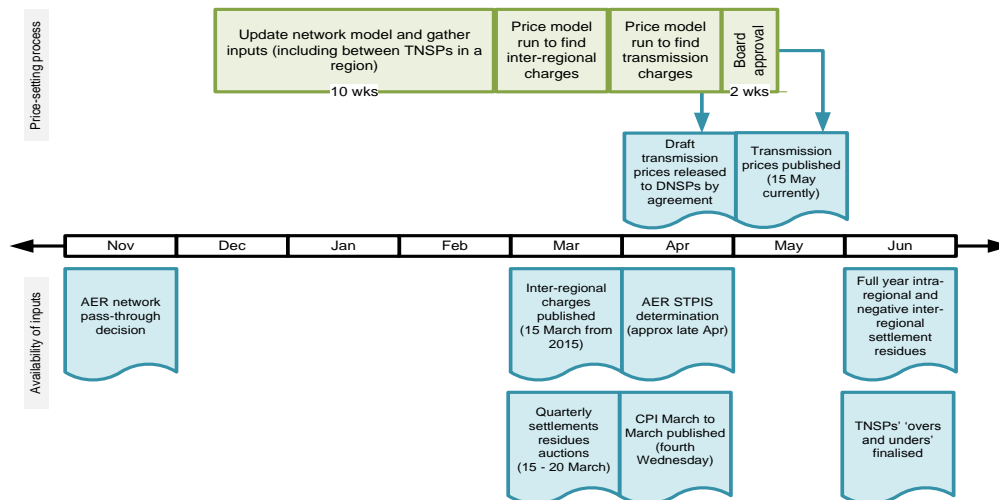 Price-setting process
Update network model and gather
inputs (including between TNSPs in a
region)
10 wks
Price model
run to find
inter-regional
charges
Price model
run to find
transmission
charges
Board
approval
2 wks
Draft
transmission
prices released
to DNSPs by
agreement
Transmission
prices published
(15 May
currently)
Nov
Dec
Jan
Feb
Mar
Apr
May
Jun
Availability of inputs
AER network
pass-through
decision
Inter-regional
charges
published
(15 March from
2015)
AER STPIS
determination
(approx late Apr)
Full year intra-
regional and
negative inter-
regional
settlement
residues
Quarterly
settlements
residues
auctions
(15 - 20 March)
CPI March to
March published
(fourth
Wednesday)
TNSPs' 'overs
and unders'
finalised